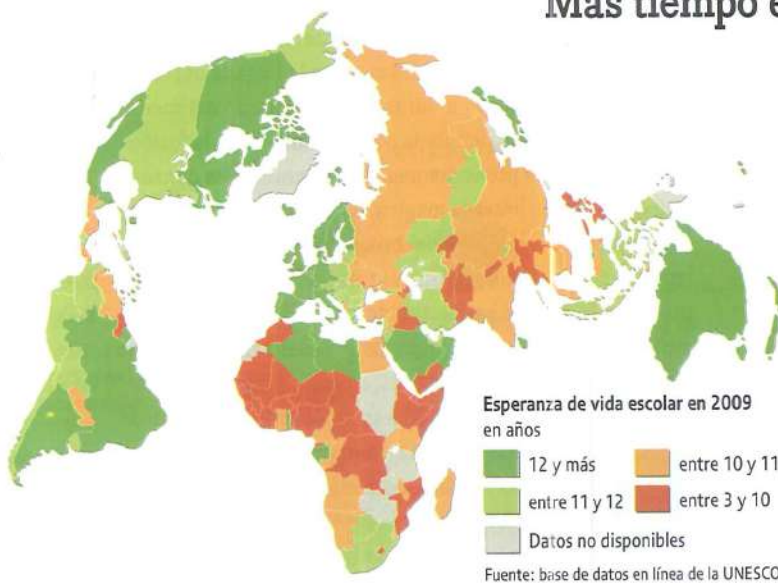 Más tiempo e
Esperanza de vida escolar en 2009
en años
12 y más
entre 10 y 11
entre 11 y 12
entre 3 y 10
Datos no disponibles
Fuente: base de datos en línea de la UNESCO